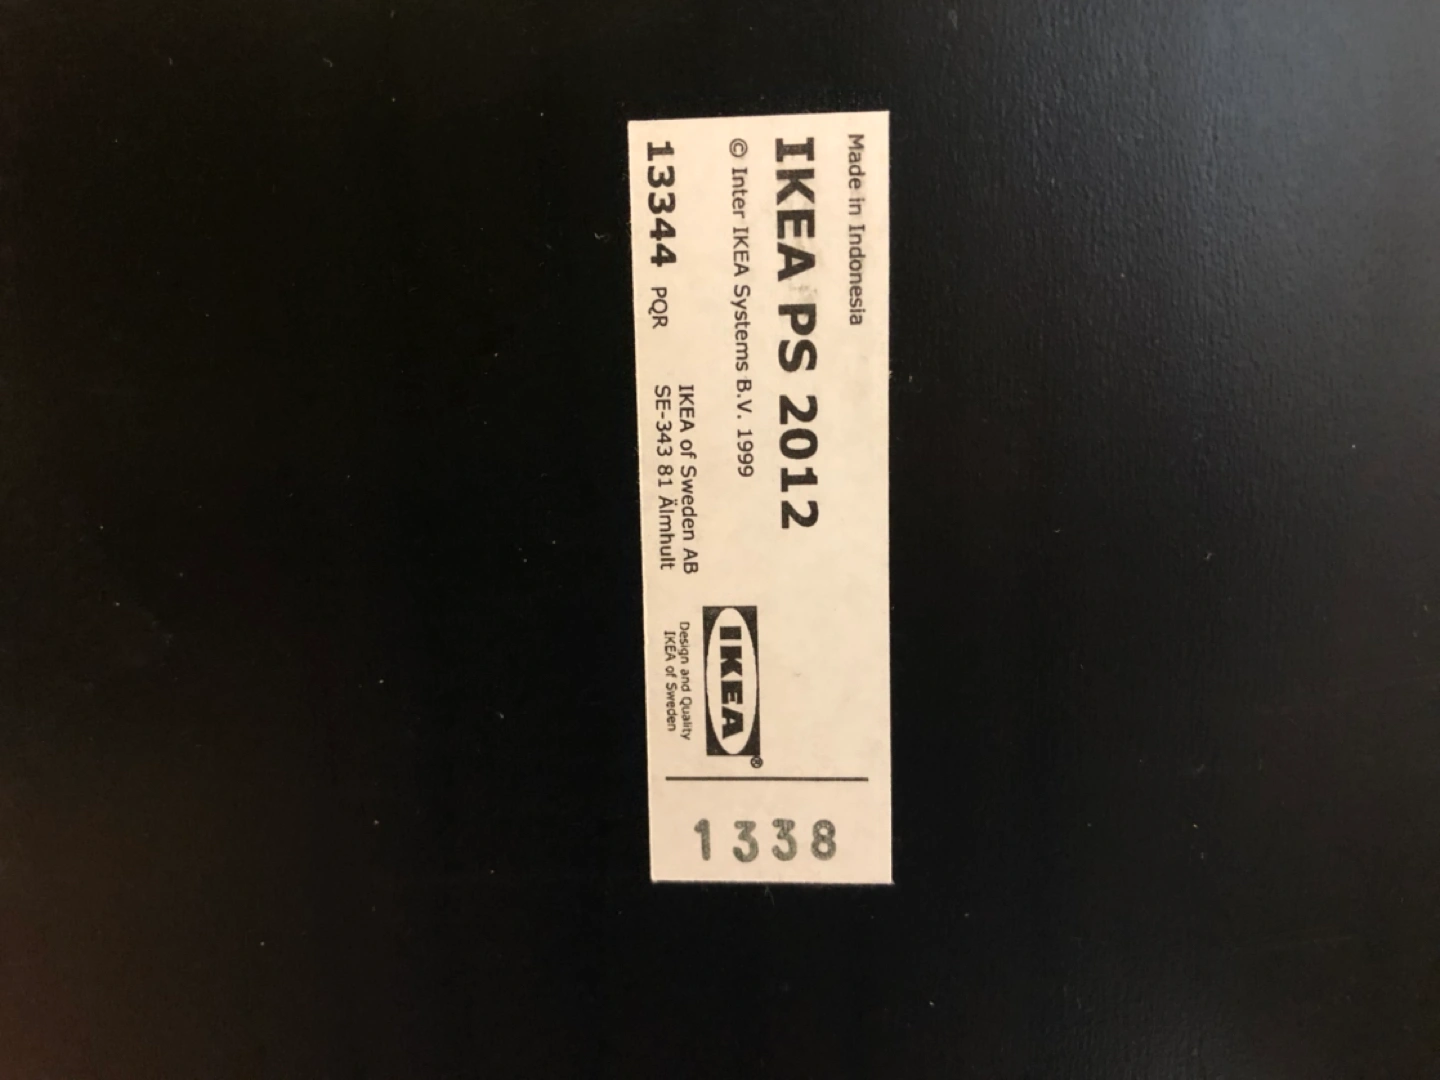 Made in Indonesia
IKEA PS 2012
© Inter IKEA Systems B.V. 1999
13344 PQR
IKEA of Sweden AB
SE-343 81 Älmhult
IKEA®
Design and Quality
IKEA of Sweden
1338